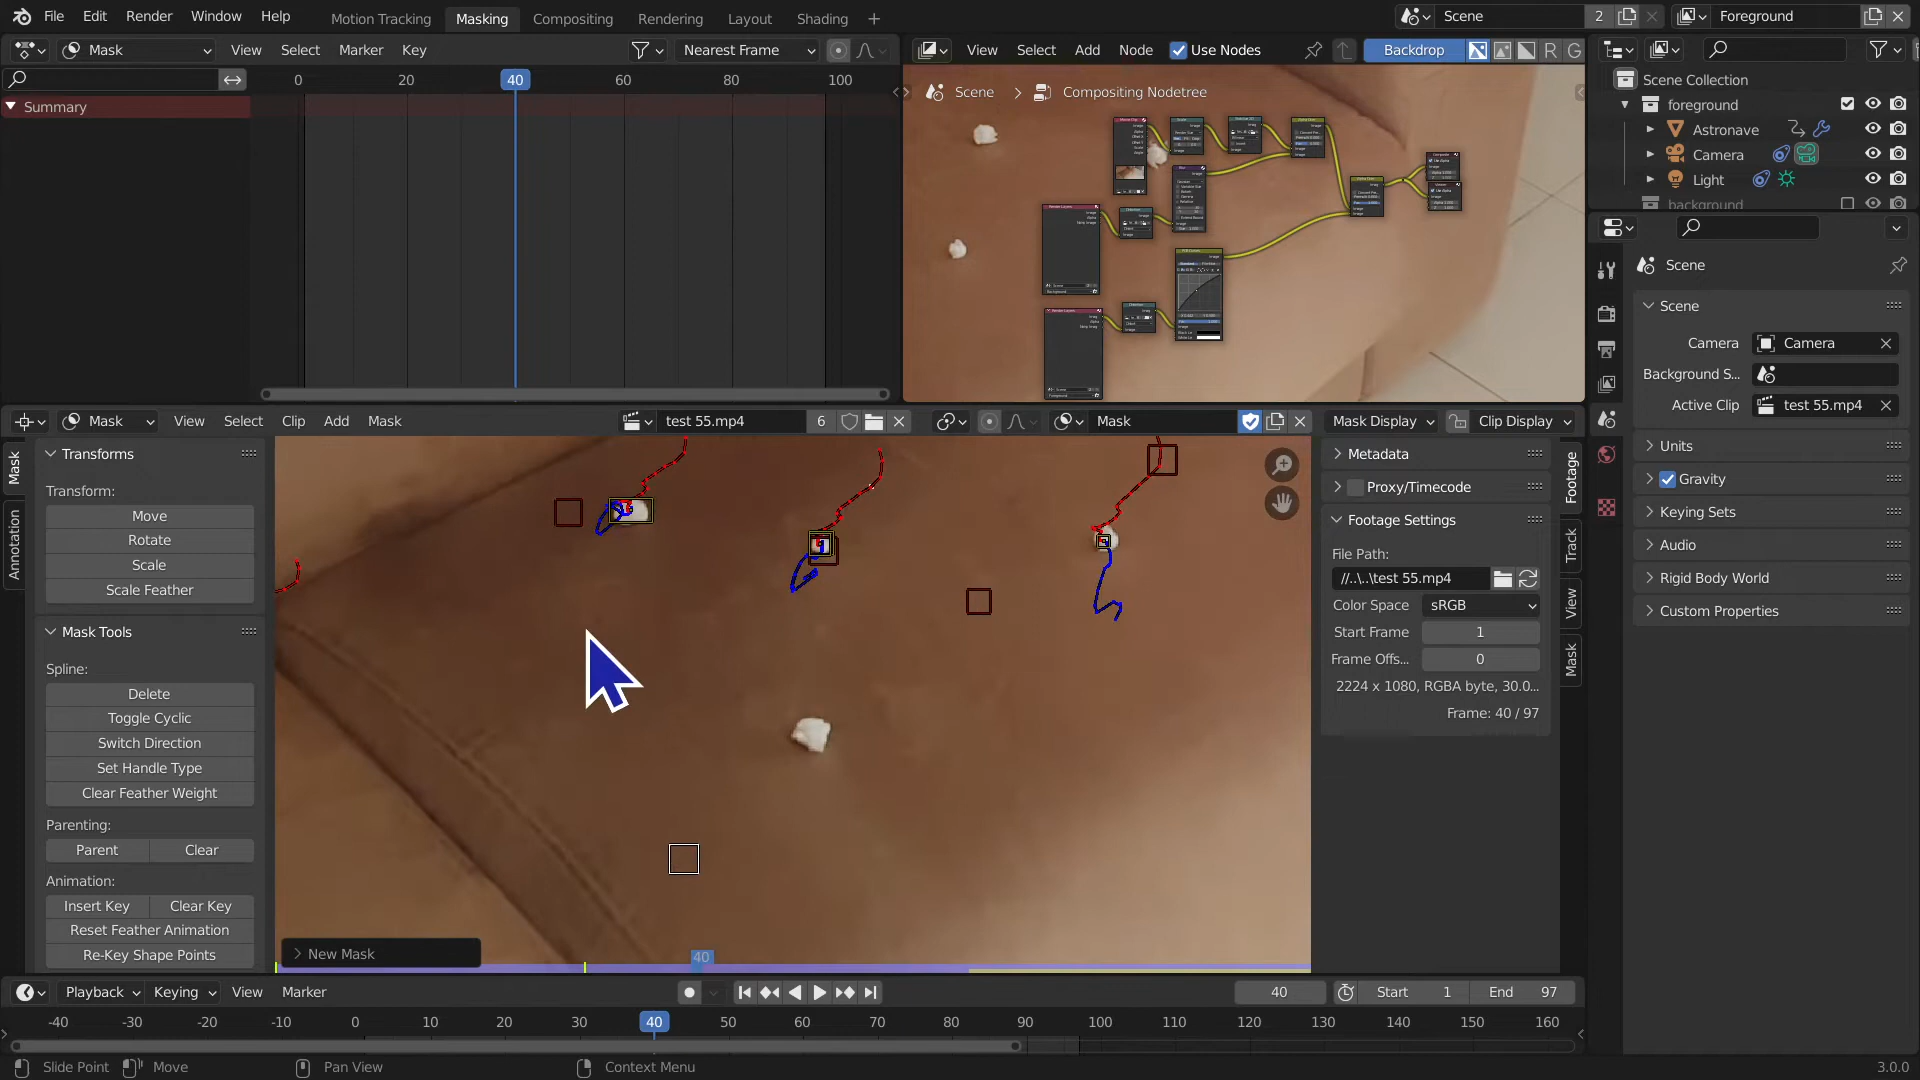 File Edit Render Window Help Motion Tracking Masking Compositing Rendering Layout Shading + Scene 2 Foreground
Mask View Select Marker Key Nearest Frame
View Select Add Node Use Nodes Backdrop R G
0 20 40 60 80 100
Summary
Scene > Compositing Nodetree
Scene Collection
foreground
Astronave
Camera
Light
background
Scene
Scene
Camera Camera
Background S...
Active Clip test 55.mp4
Units
Gravity
Keying Sets
Audio
Rigid Body World
Custom Properties
Mask View Select Clip Add Mask test 55.mp4 6 Mask Mask Display Clip Display
Mask
Annotation
Transforms
Transform:
Move
Rotate
Scale
Scale Feather
Mask Tools
Spline:
Delete
Toggle Cyclic
Switch Direction
Set Handle Type
Clear Feather Weight
Parenting:
Parent Clear
Animation:
Insert Key Clear Key
Reset Feather Animation
Re-Key Shape Points
New Mask
40
Metadata
Proxy/Timecode
Footage Settings
File Path:
//..\..\test 55.mp4
Color Space sRGB
Start Frame 1
Frame Offs... 0
2224 x 1080, RGBA byte, 30.0...
Frame: 40 / 97
Footage
Track
View
Mask
Playback Keying View Marker 40 Start 1 End 97
-40 -30 -20 -10 0 10 20 30 40 50 60 70 80 90 100 110 120 130 140 150 160
Slide Point Move Pan View Context Menu 3.0.0